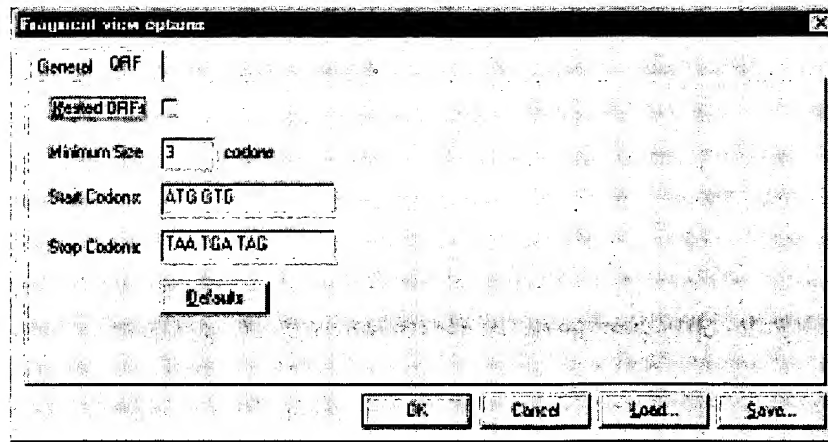 Fragment view options
General ORF
Nested ORFs
Minimum Size 3 codons
Start Codons: ATG GTG
Stop Codons: TAA TGA TAG
Defaults
OK Cancel Load... Save...